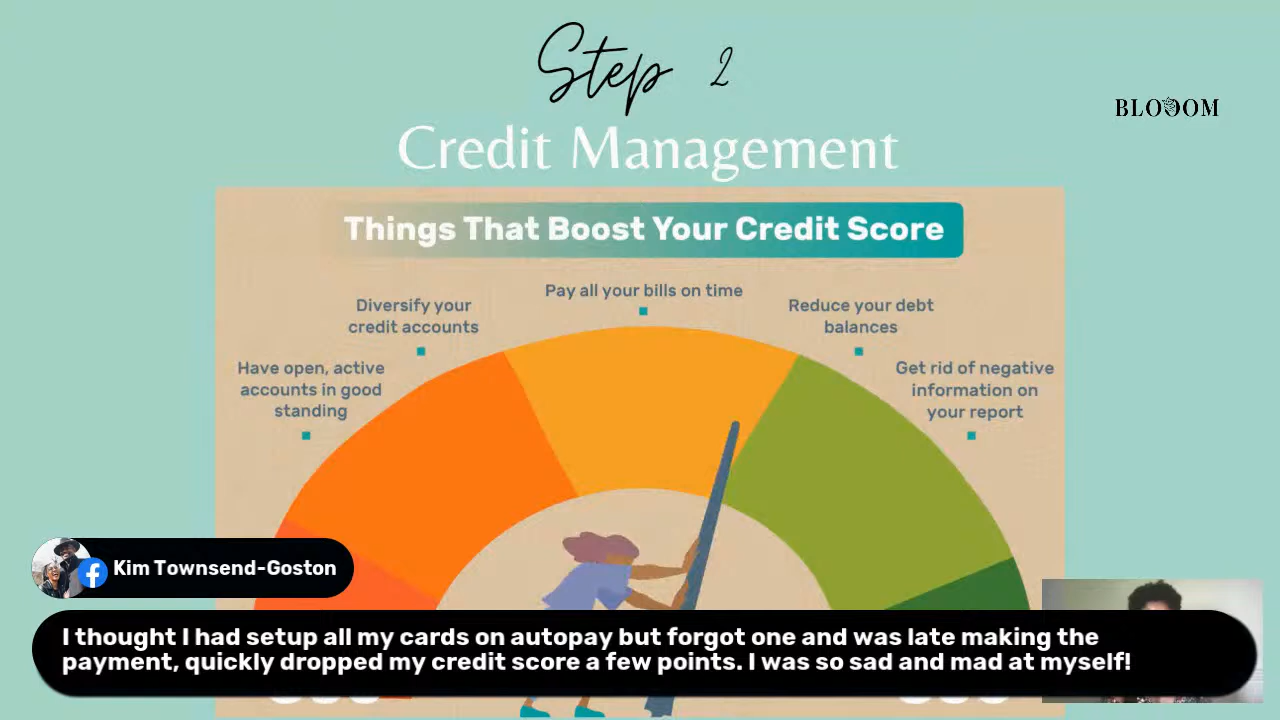 Step 2
BLOOOM
Credit Management
Things That Boost Your Credit Score
Pay all your bills on time
Diversify your
credit accounts
Reduce your debt
balances
Have open, active
accounts in good
standing
Get rid of negative
information on
your report
Kim Townsend-Goston
I thought I had setup all my cards on autopay but forgot one and was late making the
payment, quickly dropped my credit score a few points. I was so sad and mad at myself!